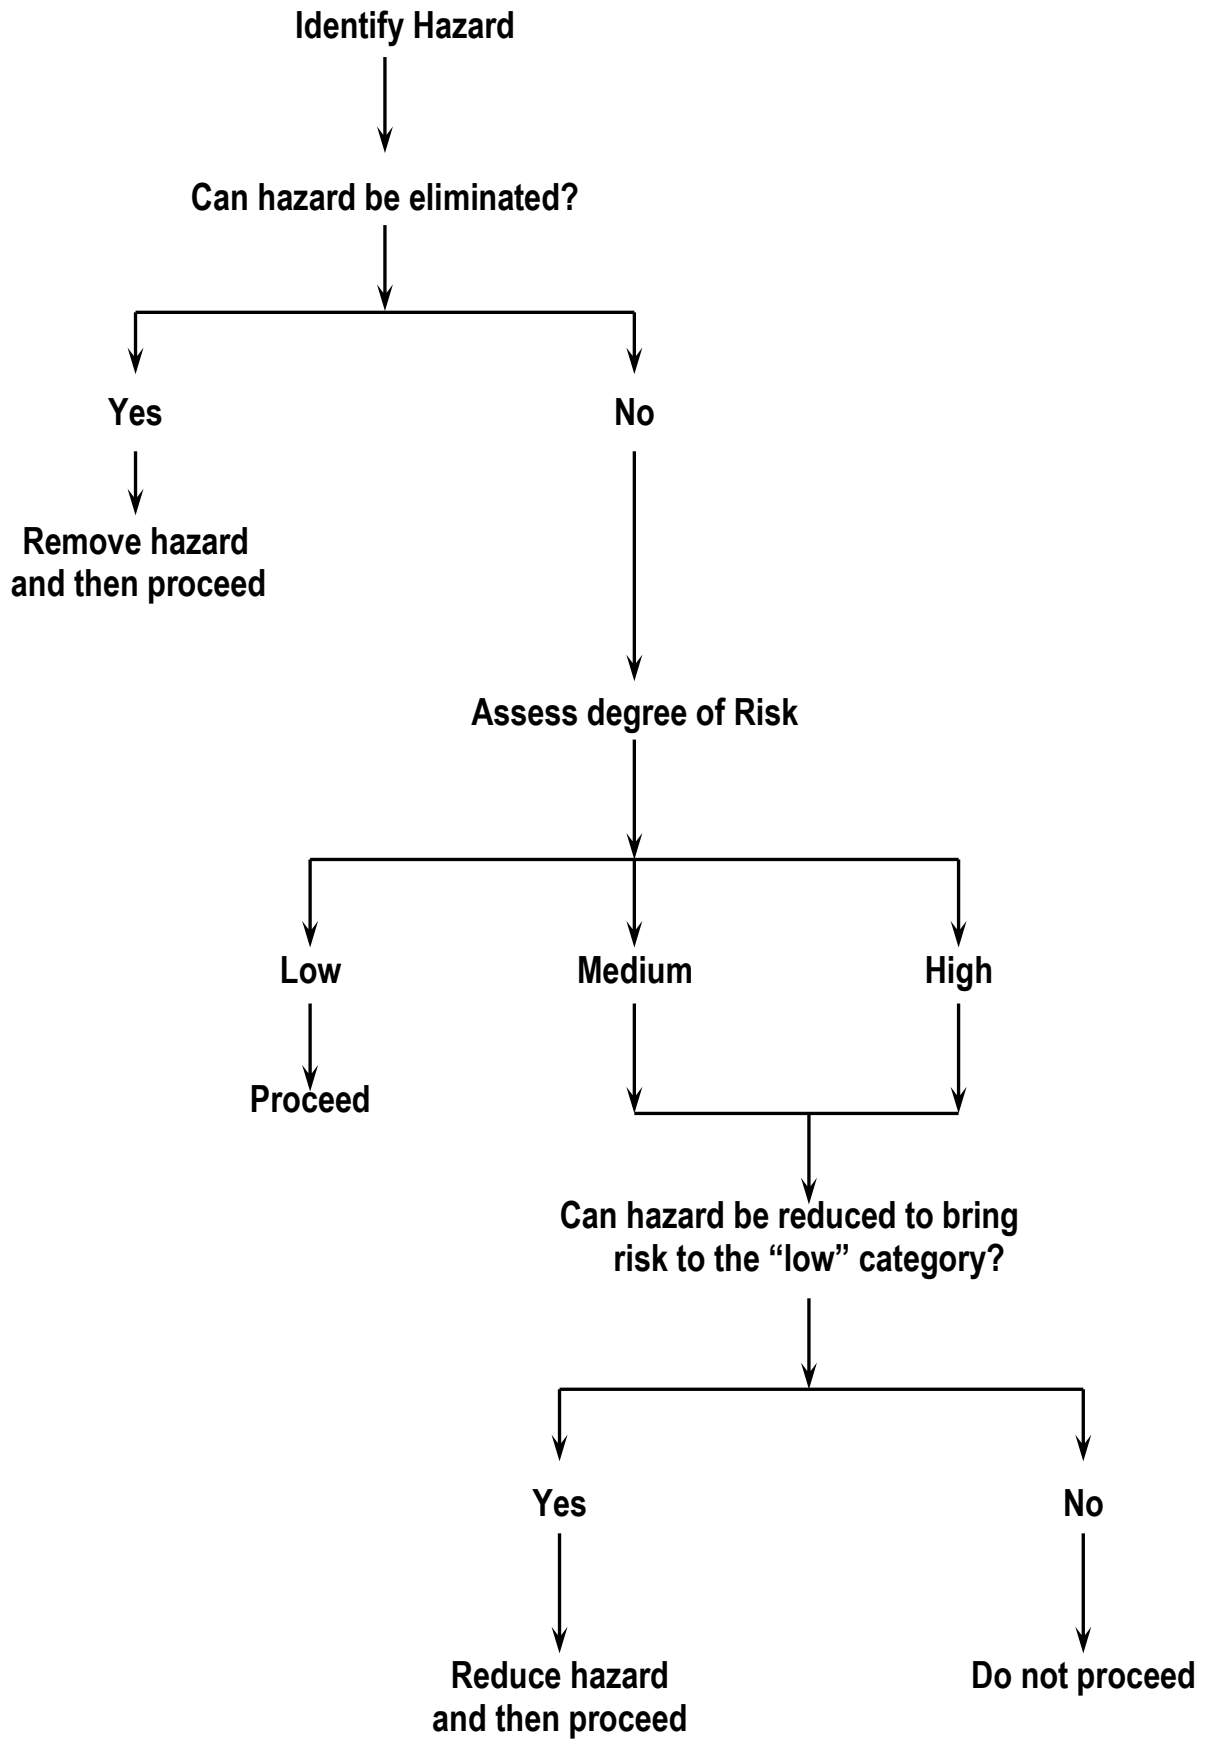 Identify Hazard
Can hazard be eliminated?
Yes
No
Remove hazard
and then proceed
Assess degree of Risk
Low
Medium
High
Proceed
Can hazard be reduced to bring
risk to the “low” category?
Yes
No
Reduce hazard
and then proceed
Do not proceed